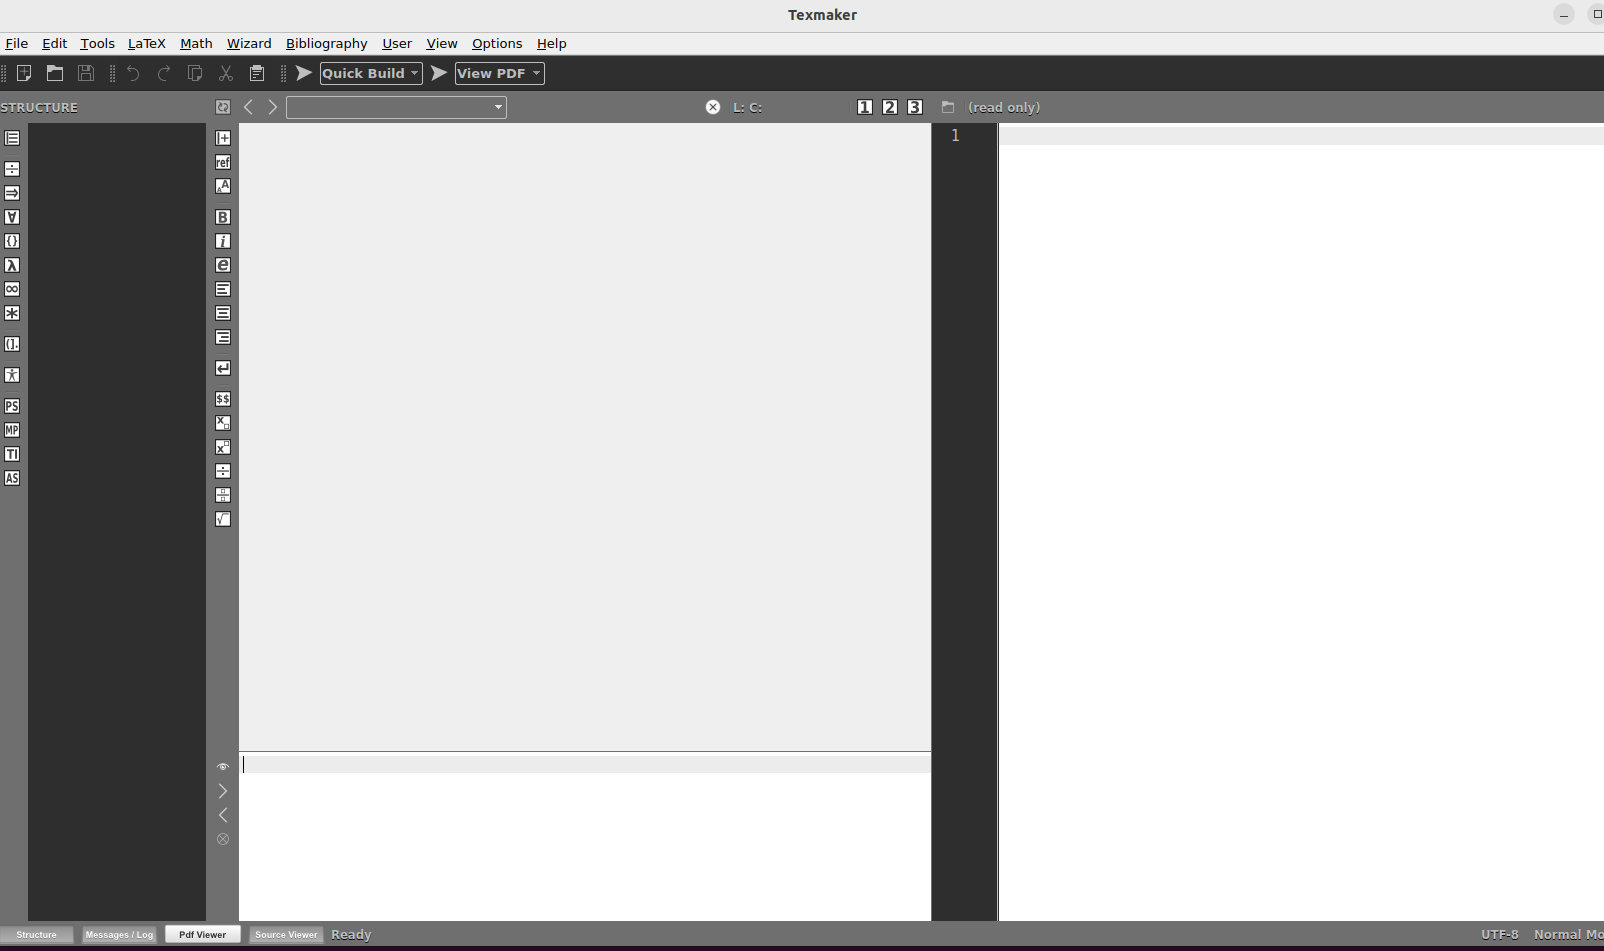 Texmaker
File Edit Tools LaTeX Math Wizard Bibliography User View Options Help
Quick Build View PDF
STRUCTURE L: C: 1 2 3 (read only)
1
ref
AA
B
i
e
{}
λ
∞
(].
PS
$$
MP
x
TI
x
AS
Structure Messages / Log Pdf Viewer Source Viewer Ready UTF-8 Normal Mo